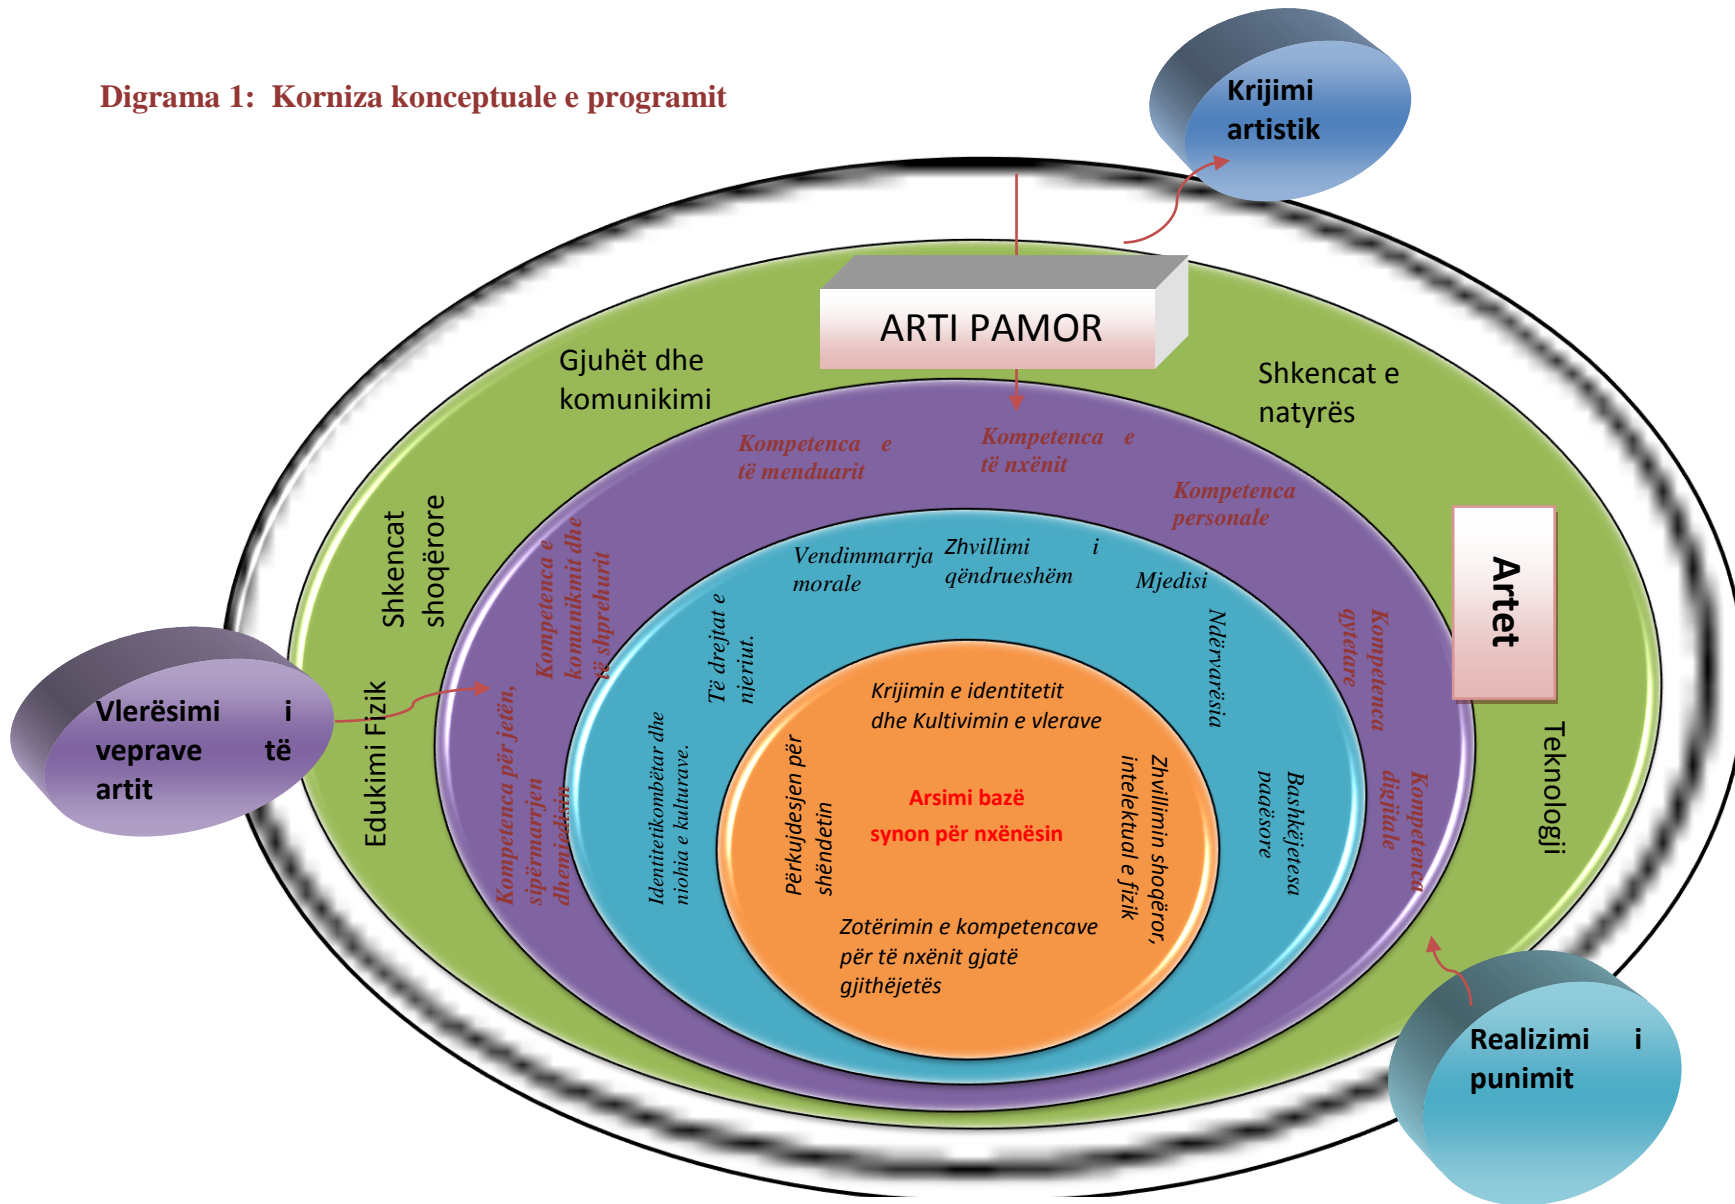 Digrama 1: Korniza konceptuale e programit
Krijimi
artistik
ARTI PAMOR
Gjuhët dhe
komunikimi
Shkencat e
natyrës
Shkencat
shoqërore
Edukimi Fizik
Artet
Teknologji
Kompetenca e
të menduarit
Kompetenca e
të nxënit
Kompetenca
personale
Kompetenca e
komunikmit dhe
të shprehurit
Kompetenca për jetën,
sipërmarrjen
dhemjedisin
Kompetenca
qytetare
Kompetenca
digjitale
Vendimmarrja
morale
Zhvillimi i
qëndrueshëm
Mjedisi
Të drejtat e
njeriut.
Ndërvarësia
Identitetikombëtar dhe
niohia e kulturave.
Bashkëjetesa
paqësore
Krijimin e identitetit
dhe Kultivimin e vlerave
Përkujdesjen për
shëndetin
Arsimi bazë
synon për nxënësin
Zhvillimin shoqëror,
intelektual e fizik
Zotërimin e kompetencave
për të nxënit gjatë
gjithëjetës
Vlerësimi i
veprave të
artit
Realizimi i
punimit